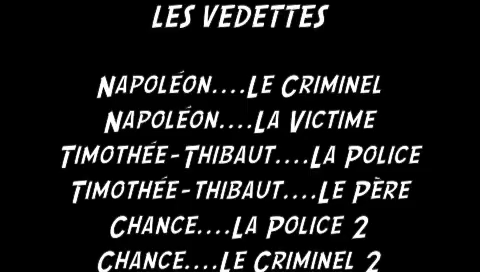 LES VEDETTES
NAPOLÉON....LE CRIMINEL
NAPOLÉON....LA VICTIME
TIMOTHÉE-THIBAUT....LA POLICE
TIMOTHÉE-THIBAUT....LE PÈRE
CHANCE....LA POLICE 2
CHANCE....LE CRIMINEL 2